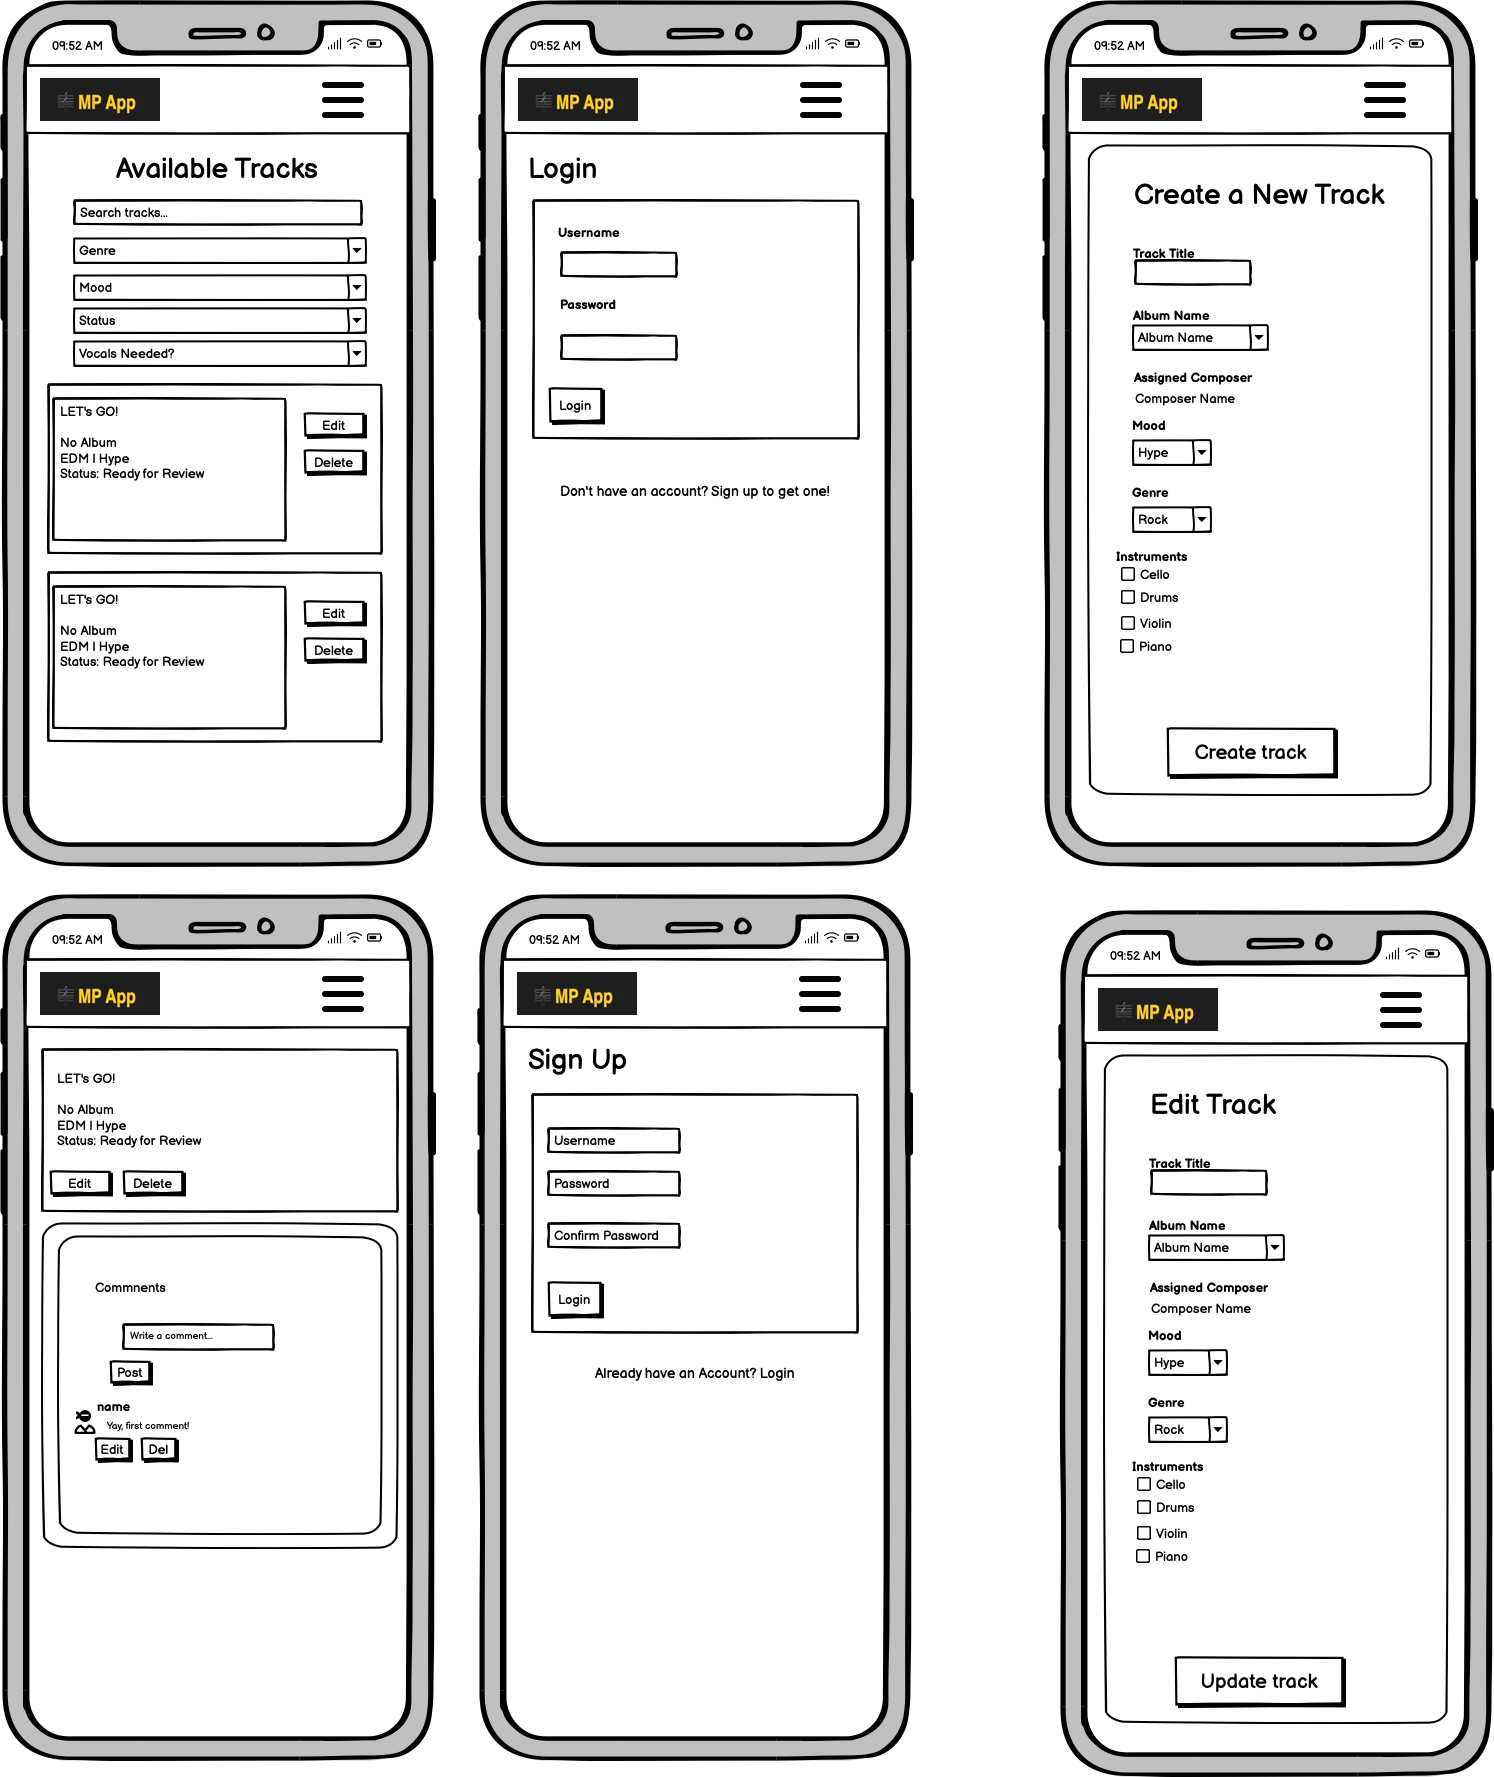 09:52 AM
MP App
Available Tracks
Search tracks...
Genre
Mood
Status
Vocals Needed?
LET's GO!
No Album
EDM | Hype
Status: Ready for Review
Edit
Delete
LET's GO!
No Album
EDM | Hype
Status: Ready for Review
Edit
Delete
09:52 AM
MP App
Login
Username
Password
Login
Don't have an account? Sign up to get one!
09:52 AM
MP App
Create a New Track
Track Title
Album Name
Album Name
Assigned Composer
Composer Name
Mood
Hype
Genre
Rock
Instruments
Cello
Drums
Violin
Piano
Create track
09:52 AM
MP App
LET's GO!
No Album
EDM | Hype
Status: Ready for Review
Edit Delete
Commnents
Write a comment...
Post
name
Yay, first comment!
Edit Del
09:52 AM
MP App
Sign Up
Username
Password
Confirm Password
Login
Already have an Account? Login
09:52 AM
MP App
Edit Track
Track Title
Album Name
Album Name
Assigned Composer
Composer Name
Mood
Hype
Genre
Rock
Instruments
Cello
Drums
Violin
Piano
Update track